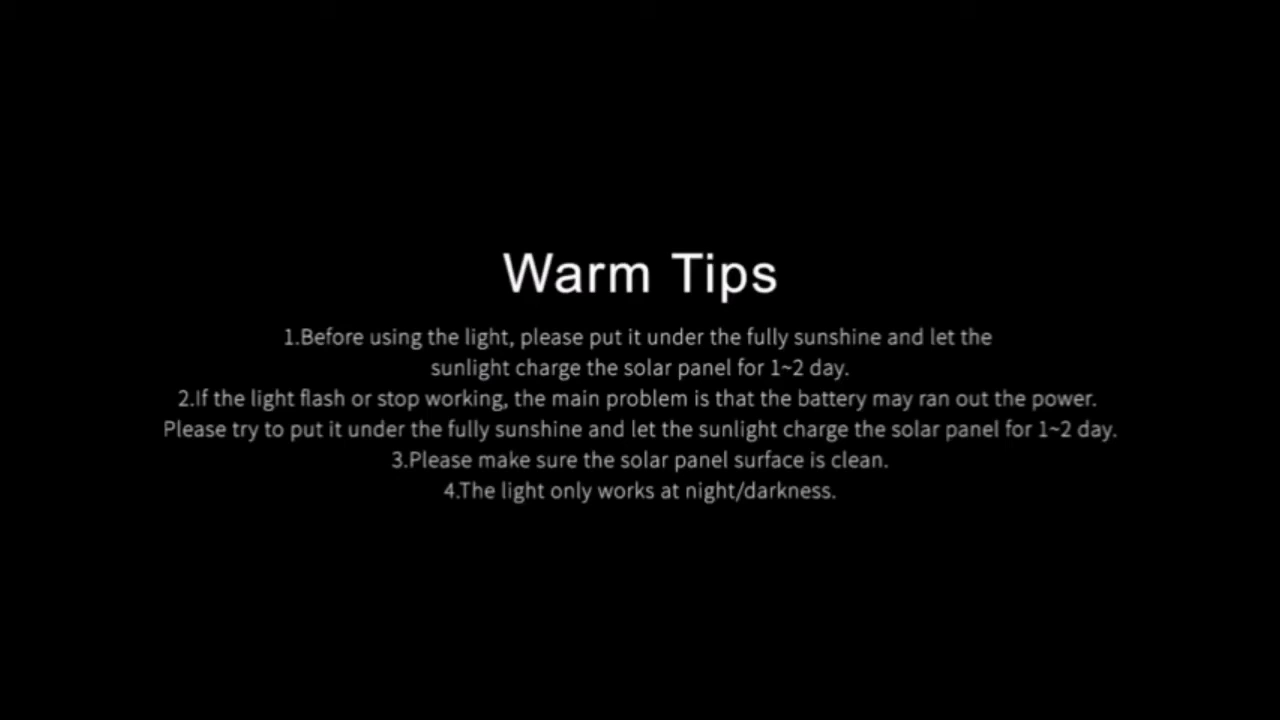 Warm Tips
1.Before using the light, please put it under the fully sunshine and let the
sunlight charge the solar panel for 1~2 day.
2.If the light flash or stop working, the main problem is that the battery may ran out the power.
Please try to put it under the fully sunshine and let the sunlight charge the solar panel for 1~2 day.
3.Please make sure the solar panel surface is clean.
4.The light only works at night/darkness.